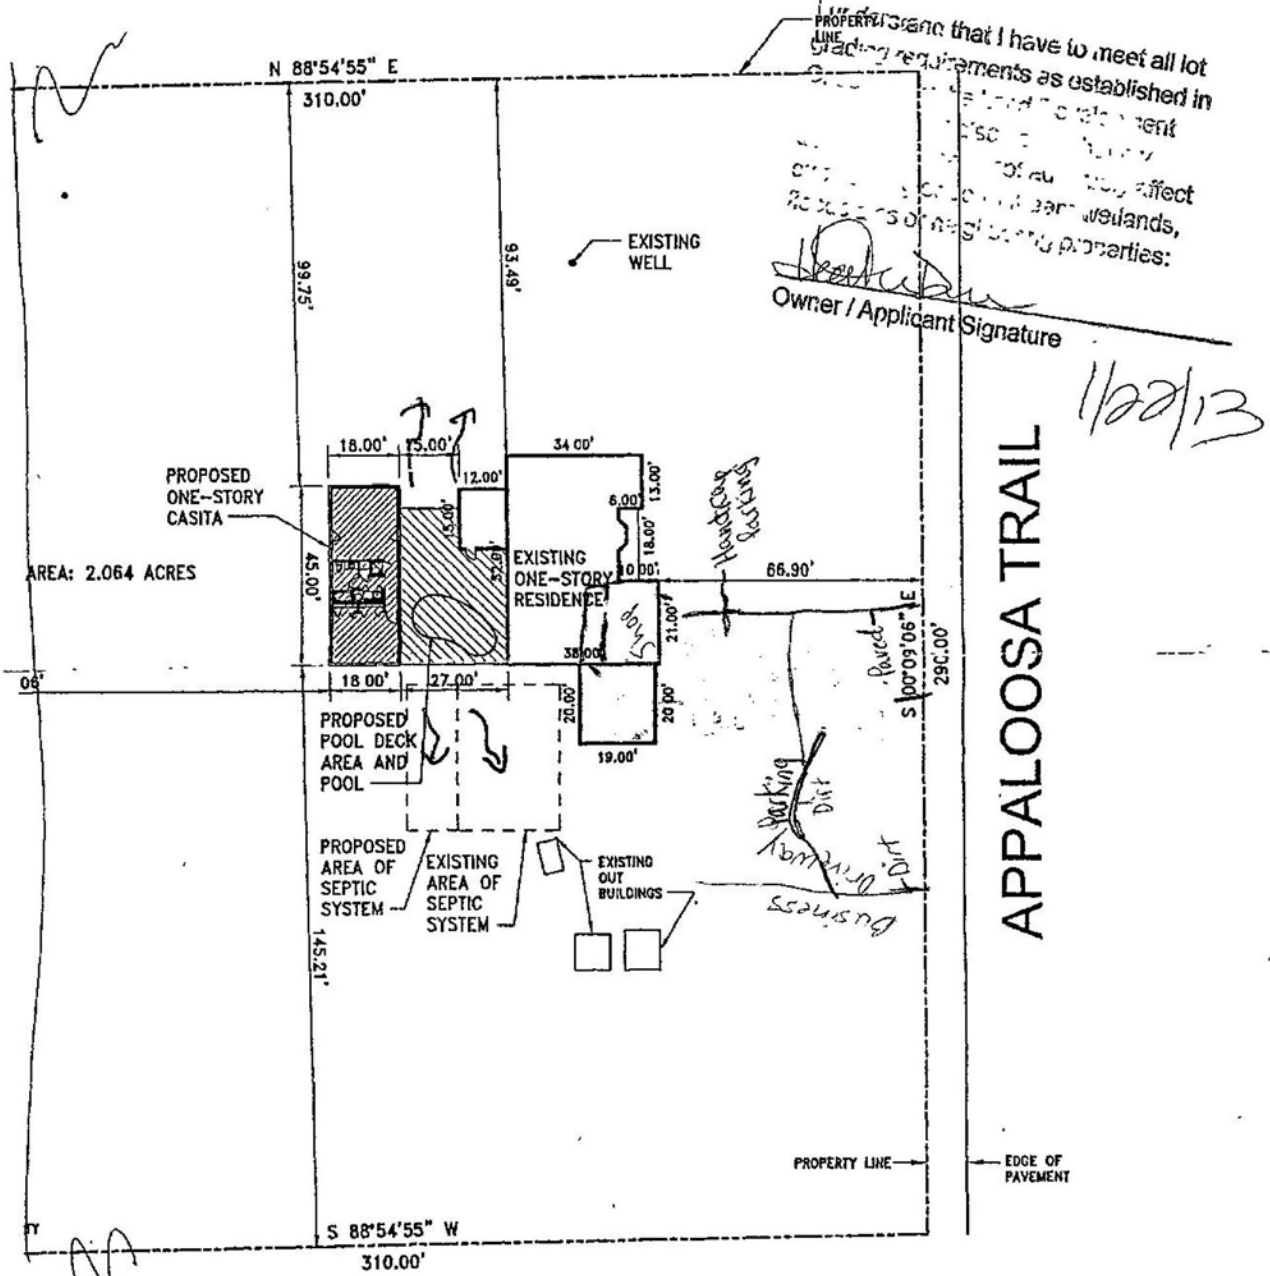 PROPERTY
LINE
understand that I have to meet all lot
grading requirements as established in
affect
wetlands,
properties:
Owner / Applicant Signature
1/22/13
N 88°54'55" E
310.00'
99.75'
93.49'
EXISTING
WELL
18.00'
15.00'
34.00'
12.00'
13.00'
6.00'
15.00'
18.00'
PROPOSED
ONE-STORY
CASITA
Handicap
Parking
AREA: 2.064 ACRES
45.00'
32.00'
EXISTING
ONE-STORY
RESIDENCE
10.00'
66.90'
Shop
21.00'
38.00'
Paved
S 00°09'06" E
290.00'
APPALOOSA TRAIL
06'
18.00'
27.00'
20.00'
20.00'
19.00'
PROPOSED
POOL DECK
AREA AND
POOL
Parking
Dirt
PROPOSED
AREA OF
SEPTIC
SYSTEM
EXISTING
AREA OF
SEPTIC
SYSTEM
EXISTING
OUT
BUILDINGS
Business
Driveway
Dirt
145.21'
PROPERTY LINE
EDGE OF
PAVEMENT
TY
S 88°54'55" W
310.00'